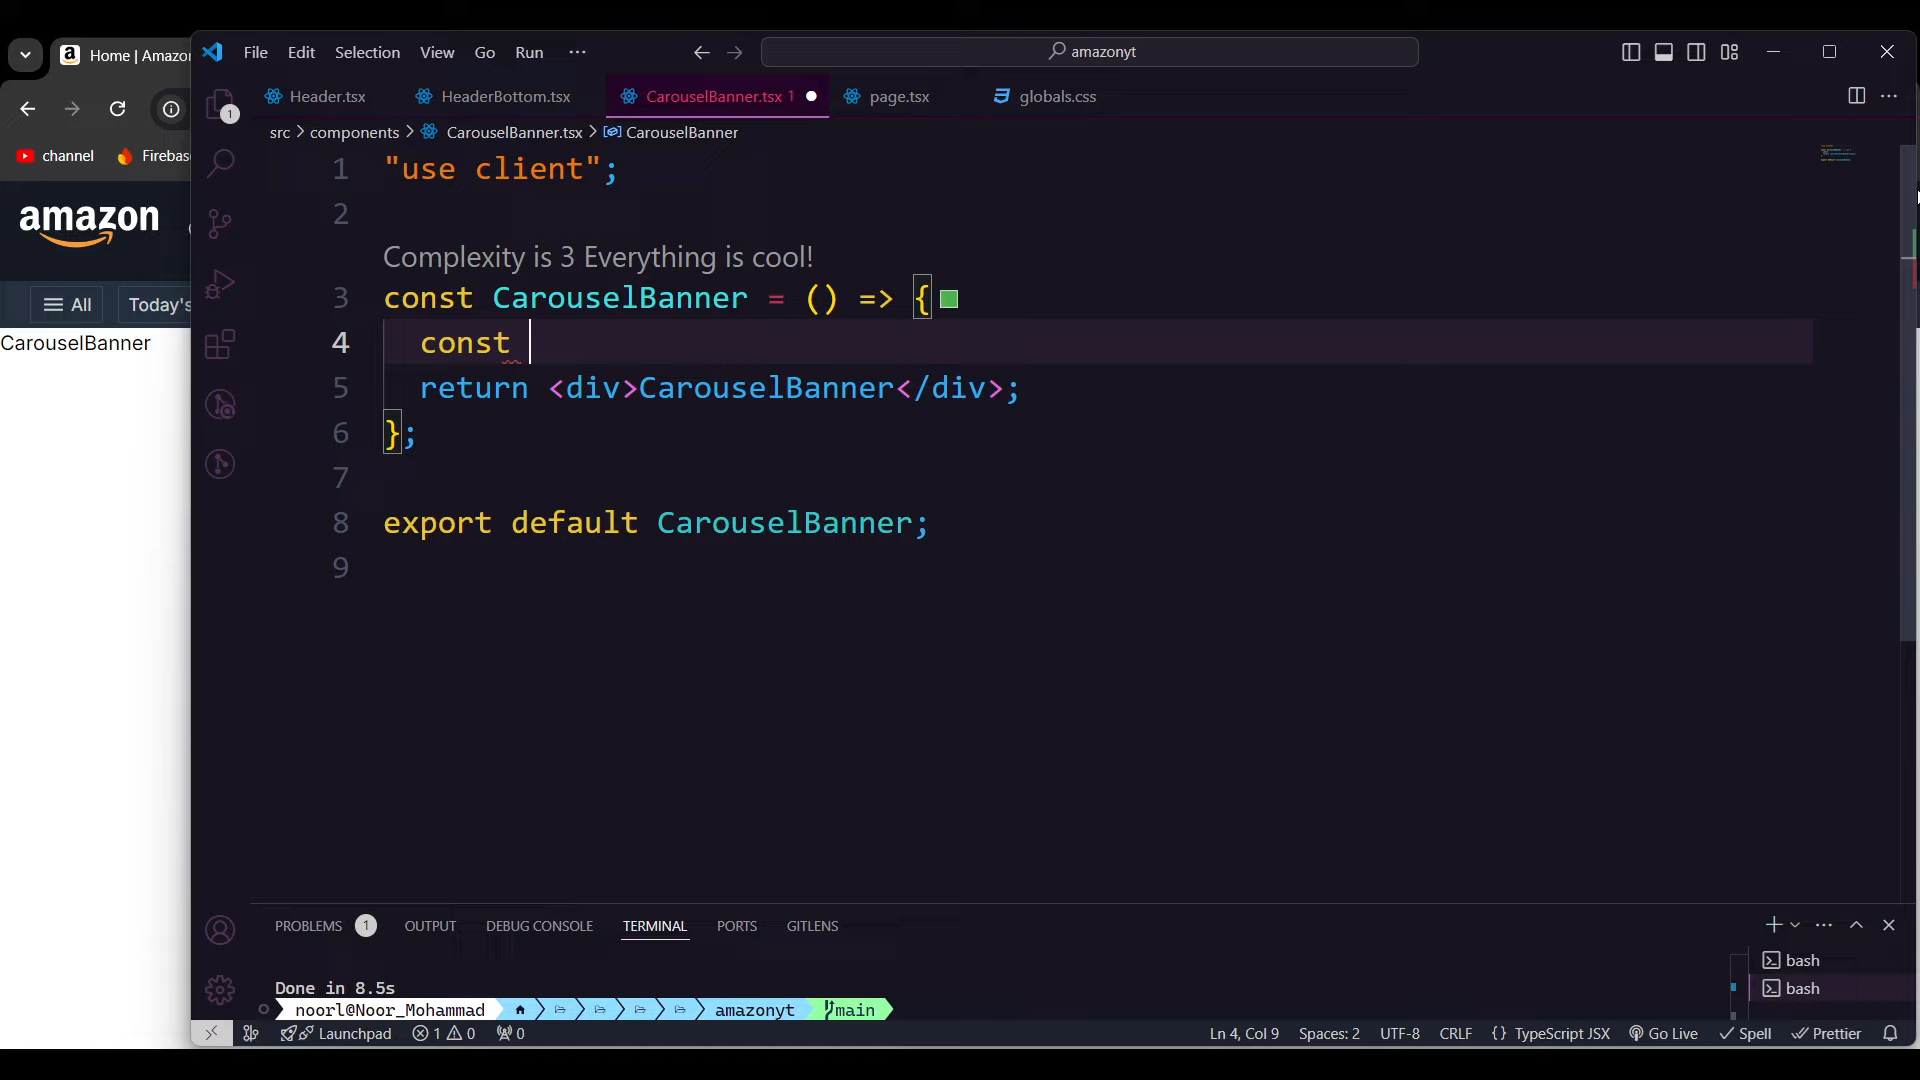 Home | Amazon
File Edit Selection View Go Run ···
amazonyt
Header.tsx HeaderBottom.tsx CarouselBanner.tsx 1 page.tsx globals.css
1
src > components > CarouselBanner.tsx > CarouselBanner
channel Firebas
amazon
All Today's
CarouselBanner
1 "use client";
2
Complexity is 3 Everything is cool!
3 const CarouselBanner = () => {
4 const
5 return <div>CarouselBanner</div>;
6 };
7
8 export default CarouselBanner;
9
PROBLEMS 1 OUTPUT DEBUG CONSOLE TERMINAL PORTS GITLENS
bash
bash
Done in 8.5s
noorl@Noor_Mohammad amazonyt main
Launchpad 1 0 0 Ln 4, Col 9 Spaces: 2 UTF-8 CRLF {} TypeScript JSX Go Live Spell Prettier